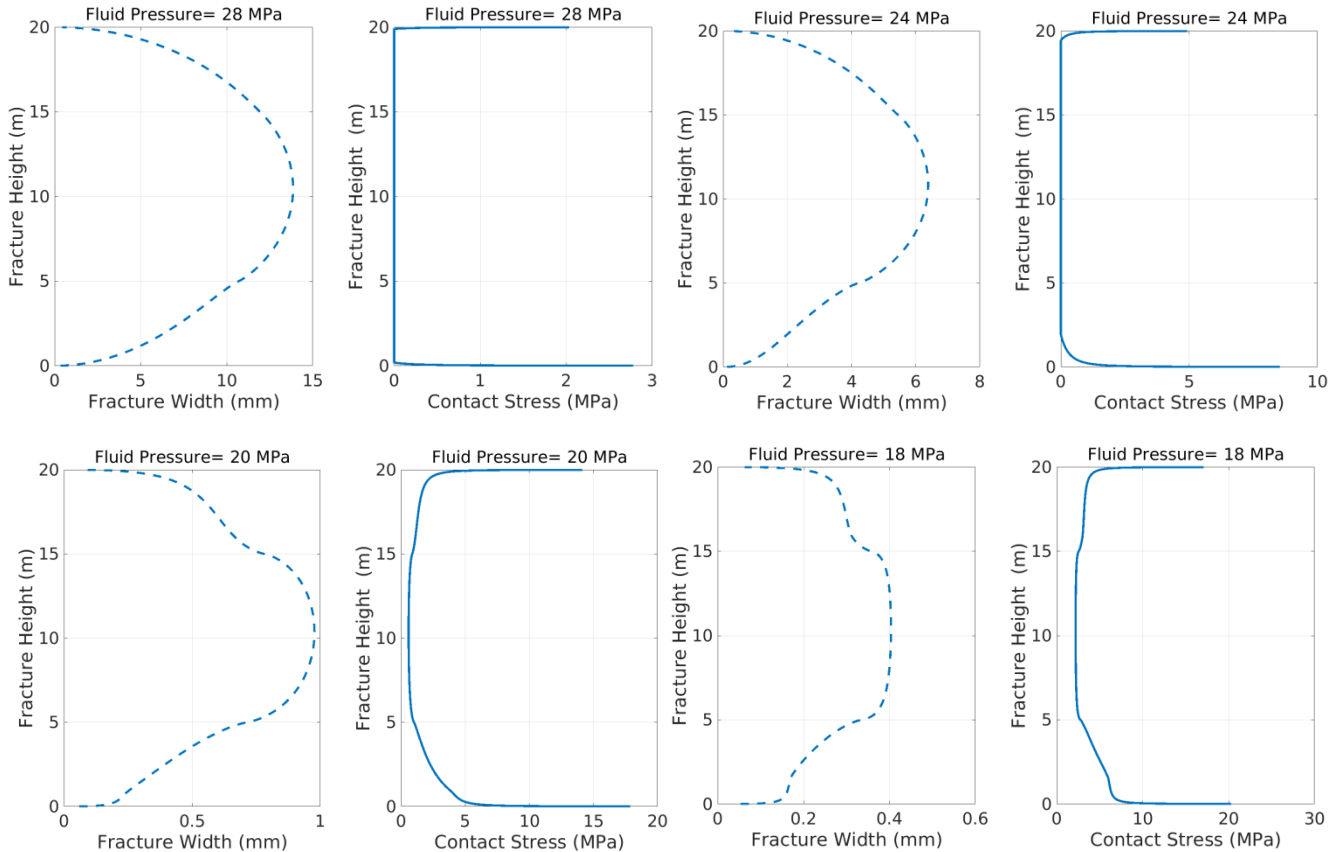 Fluid Pressure= 28 MPa
20
15
10
5
0
Fracture Height (m)
0 5 10 15
Fracture Width (mm)
Fluid Pressure= 28 MPa
20
15
10
5
0
Fracture Height (m)
0 1 2 3
Contact Stress (MPa)
Fluid Pressure= 24 MPa
20
15
10
5
0
Fracture Height (m)
0 2 4 6 8
Fracture Width (mm)
Fluid Pressure= 24 MPa
20
15
10
5
0
Fracture Height (m)
0 5 10
Contact Stress (MPa)
Fluid Pressure= 20 MPa
20
15
10
5
0
Fracture Height (m)
0 0.5 1
Fracture Width (mm)
Fluid Pressure= 20 MPa
20
15
10
5
0
Fracture Height (m)
0 5 10 15 20
Contact Stress (MPa)
Fluid Pressure= 18 MPa
20
15
10
5
0
Fracture Height (m)
0 0.2 0.4 0.6
Fracture Width (mm)
Fluid Pressure= 18 MPa
20
15
10
5
0
Fracture Height (m)
0 10 20 30
Contact Stress (MPa)